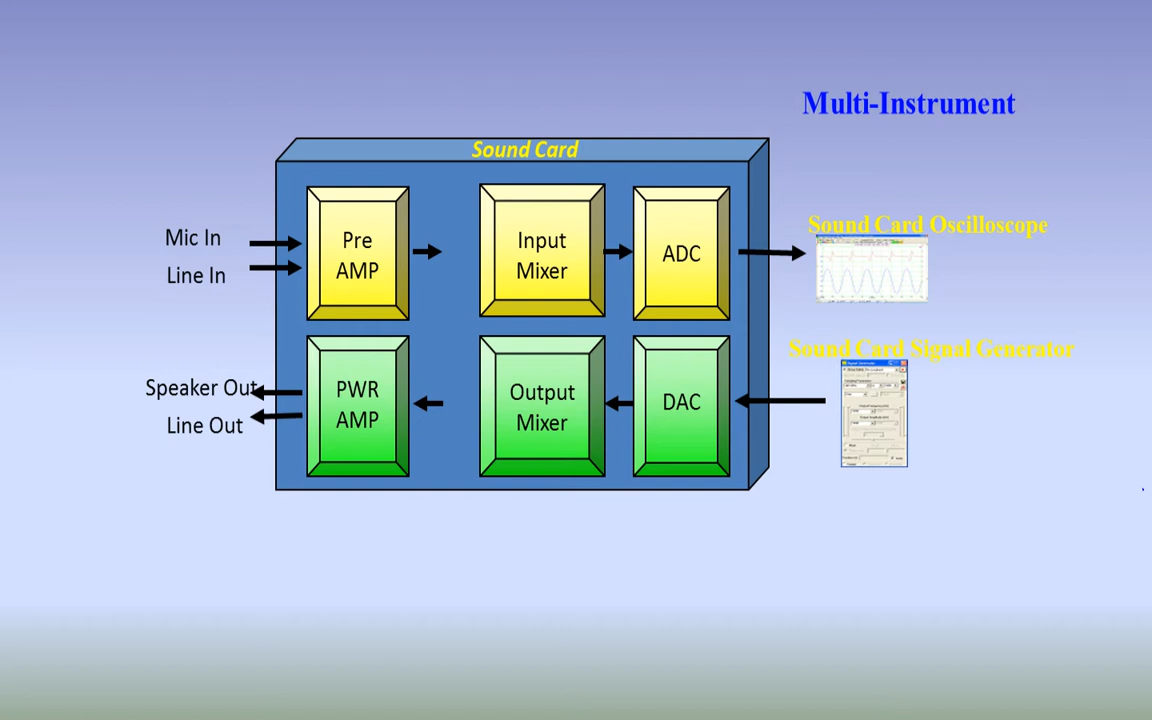 Multi-Instrument
Sound Card
Sound Card Oscilloscope
Mic In
Line In
Pre
AMP
Input
Mixer
ADC
Sound Card Signal Generator
Speaker Out
Line Out
PWR
AMP
Output
Mixer
DAC